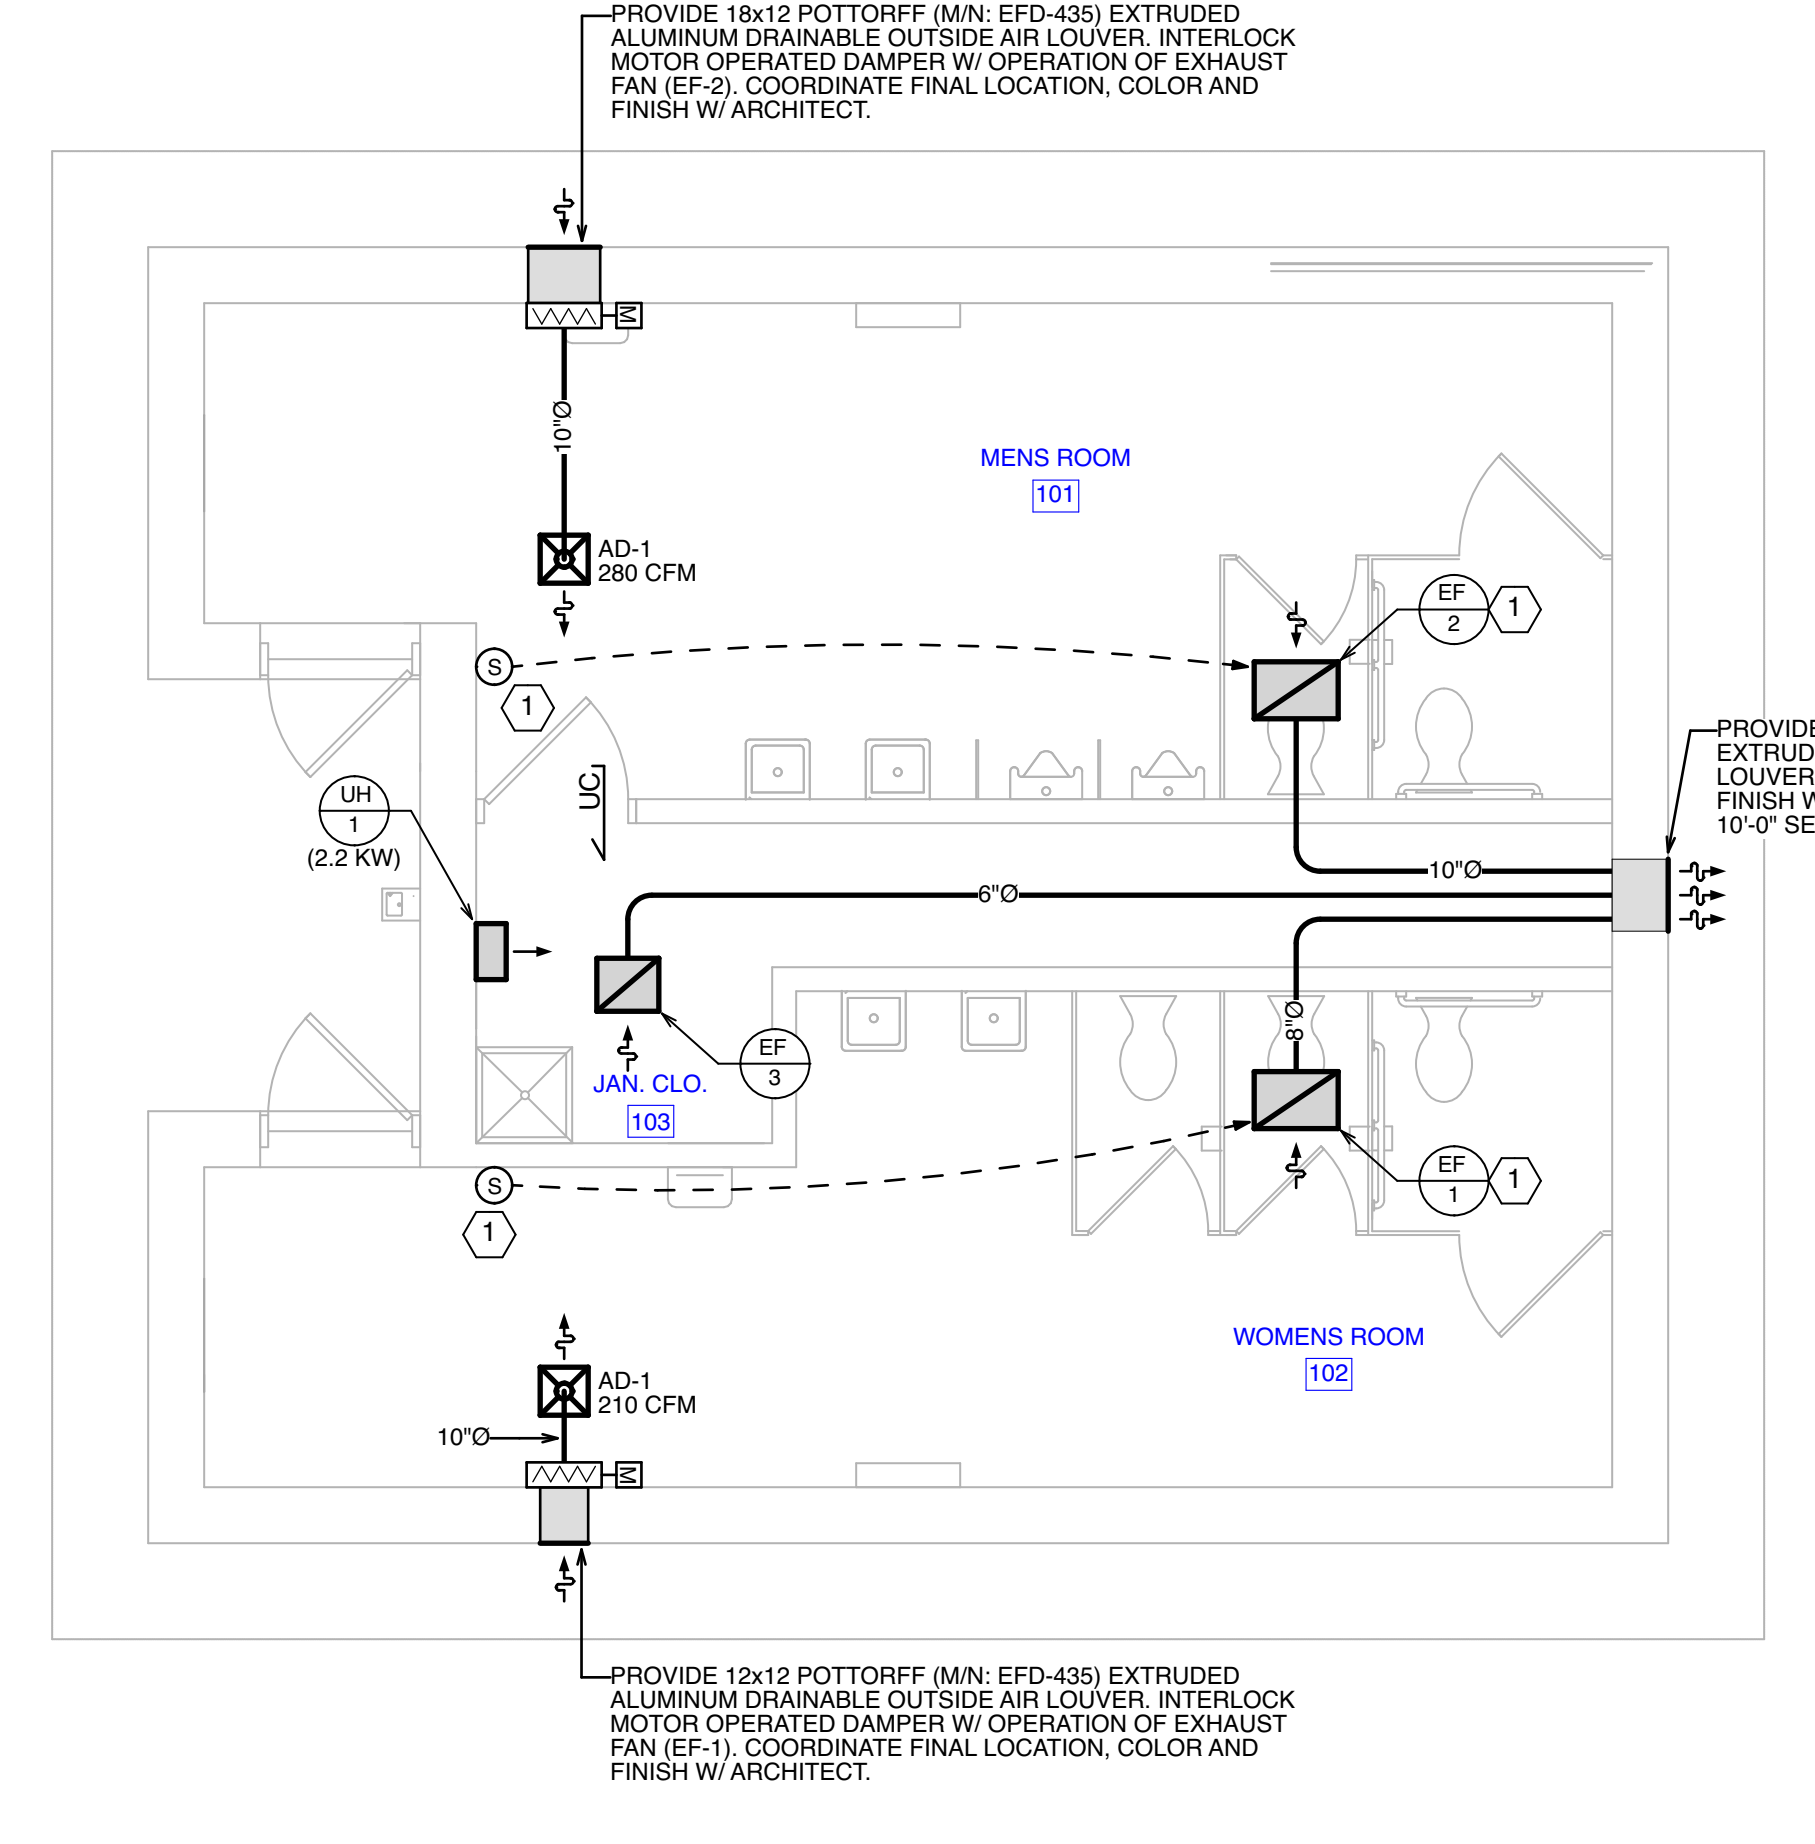 PROVIDE 18x12 POTTORFF (M/N: EFD-435) EXTRUDED
ALUMINUM DRAINABLE OUTSIDE AIR LOUVER. INTERLOCK
MOTOR OPERATED DAMPER W/ OPERATION OF EXHAUST
FAN (EF-2). COORDINATE FINAL LOCATION, COLOR AND
FINISH W/ ARCHITECT.
M
10"Ø
MENS ROOM
101
AD-1
280 CFM
EF
2
1
S
1
UC
UH
1
(2.2 KW)
PROVIDE
EXTRUD
LOUVER
FINISH W
10'-0" SE
10"Ø
6"Ø
8"Ø
EF
3
JAN. CLO.
103
EF
1
1
S
1
WOMENS ROOM
102
AD-1
210 CFM
10"Ø
M
PROVIDE 12x12 POTTORFF (M/N: EFD-435) EXTRUDED
ALUMINUM DRAINABLE OUTSIDE AIR LOUVER. INTERLOCK
MOTOR OPERATED DAMPER W/ OPERATION OF EXHAUST
FAN (EF-1). COORDINATE FINAL LOCATION, COLOR AND
FINISH W/ ARCHITECT.